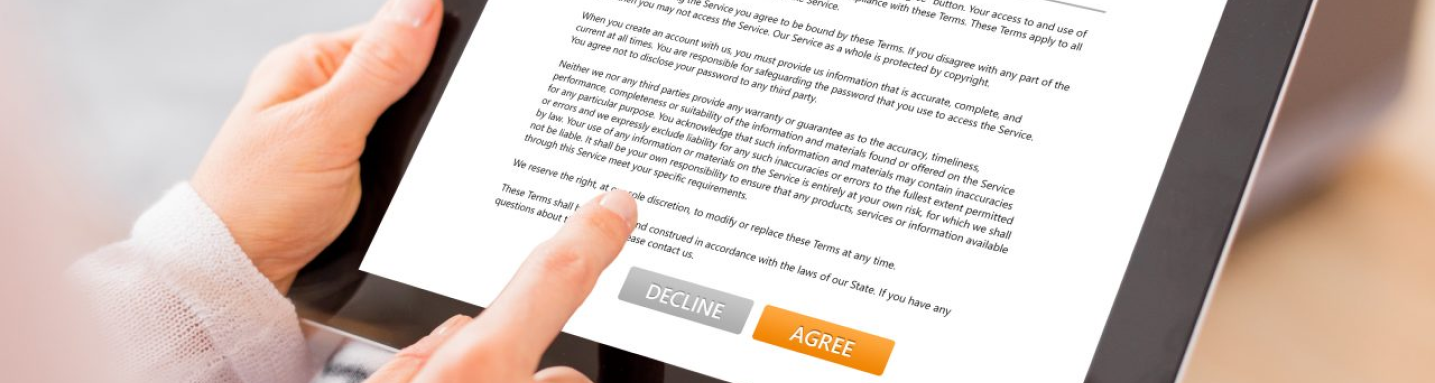 button. Your access to and use of
with these Terms. These Terms apply to all
the Service.
the Service you agree to be bound by these Terms. If you disagree with any part of the
you may not access the Service. Our Service as a whole is protected by copyright.
When you create an account with us, you must provide us information that is accurate, complete, and
current at all times. You are responsible for safeguarding the password that you use to access the Service.
You agree not to disclose your password to any third party.
Neither we nor any third parties provide any warranty or guarantee as to the accuracy, timeliness,
performance, completeness or suitability of the information and materials found or offered on the Service
for any particular purpose. You acknowledge that such information and materials may contain inaccuracies
or errors and we expressly exclude liability for any such inaccuracies or errors to the fullest extent permitted
by law. Your use of any information or materials on the Service is entirely at your own risk, for which we shall
not be liable. It shall be your own responsibility to ensure that any products, services or information available
through this Service meet your specific requirements.
We reserve the right, at sole discretion, to modify or replace these Terms at any time.
These Terms shall construed in accordance with the laws of our State. If you have any
questions about contact us.
DECLINE
AGREE